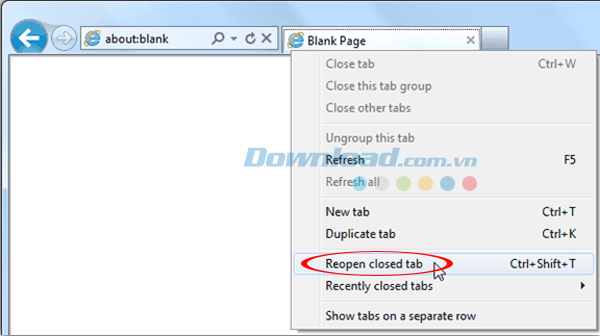 about:blank
Blank Page
Close tab Ctrl+W
Close this tab group
Close other tabs
Ungroup this tab
Download.com.vn
Refresh F5
Refresh all
New tab Ctrl+T
Duplicate tab Ctrl+K
Reopen closed tab Ctrl+Shift+T
Recently closed tabs
Show tabs on a separate row